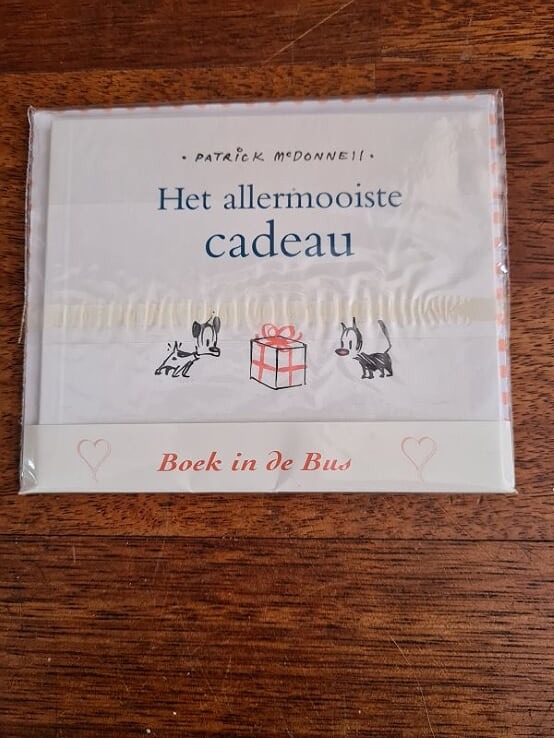 • PATRICK McDONNEll •
Het allermooiste
cadeau
Boek in de Bus